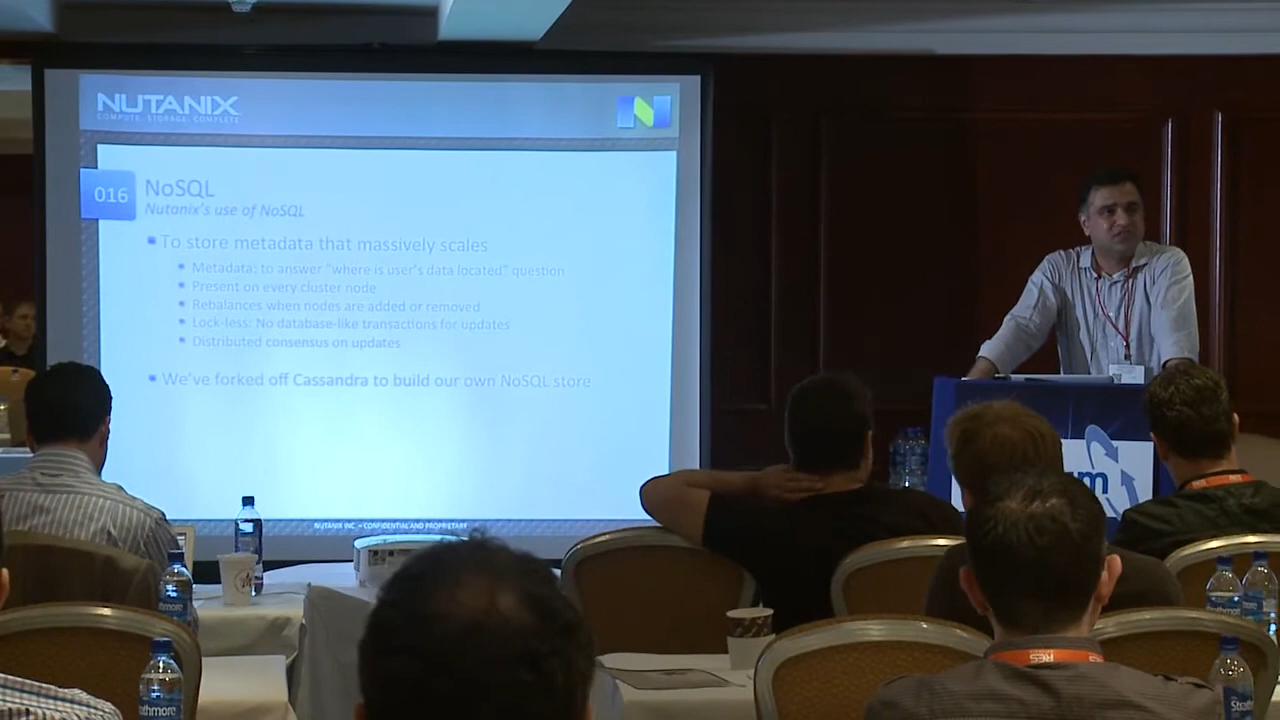 NUTANIX
COMPUTE. STORAGE. COMPLETE.
016
NoSQL
Nutanix's use of NoSQL
To store metadata that massively scales
Metadata: to answer "where is user's data located" question
Present on every cluster node
Rebalances when nodes are added or removed
Lock-less: No database-like transactions for updates
Distributed consensus on updates
We've forked off Cassandra to build our own NoSQL store
NUTANIX INC. – CONFIDENTIAL AND PROPRIETARY
RES